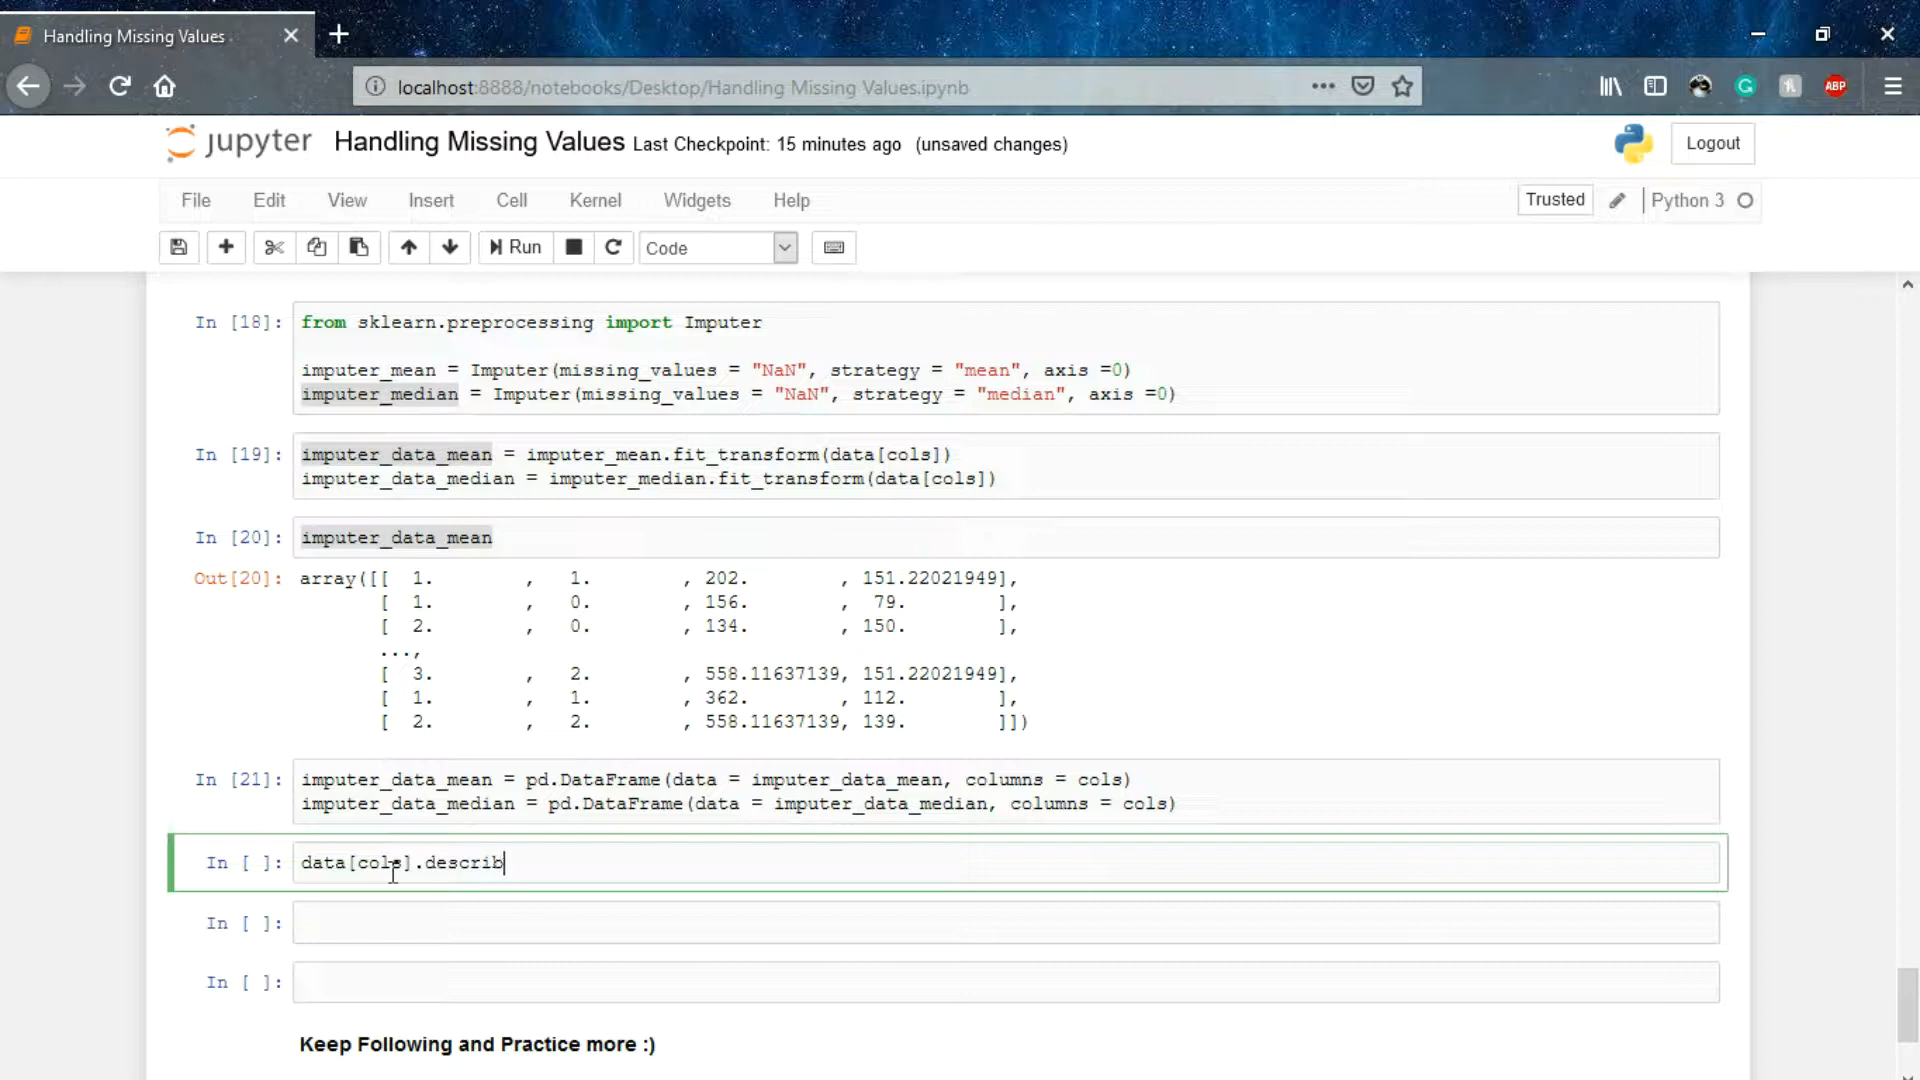 Handling Missing Values
localhost:8888/notebooks/Desktop/Handling Missing Values.ipynb
ABP
jupyter Handling Missing Values Last Checkpoint: 15 minutes ago (unsaved changes)
Logout
File Edit View Insert Cell Kernel Widgets Help
Trusted Python 3
Run Code
In [18]: from sklearn.preprocessing import Imputer
imputer_mean = Imputer(missing_values = "NaN", strategy = "mean", axis =0)
imputer_median = Imputer(missing_values = "NaN", strategy = "median", axis =0)
In [19]: imputer_data_mean = imputer_mean.fit_transform(data[cols])
imputer_data_median = imputer_median.fit_transform(data[cols])
In [20]: imputer_data_mean
Out[20]: array([[ 1. , 1. , 202. , 151.22021949],
[ 1. , 0. , 156. , 79. ],
[ 2. , 0. , 134. , 150. ],
...,
[ 3. , 2. , 558.11637139, 151.22021949],
[ 1. , 1. , 362. , 112. ],
[ 2. , 2. , 558.11637139, 139. ]])
In [21]: imputer_data_mean = pd.DataFrame(data = imputer_data_mean, columns = cols)
imputer_data_median = pd.DataFrame(data = imputer_data_median, columns = cols)
In [ ]: data[cols].describ
In [ ]:
In [ ]:
Keep Following and Practice more :)